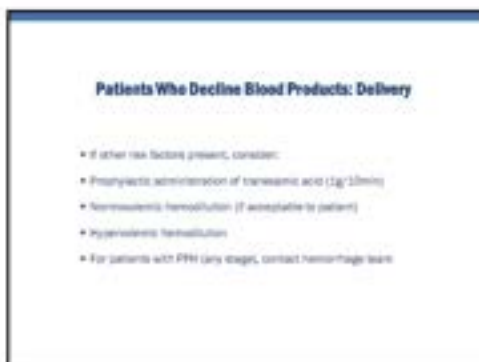 Patients Who Decline Blood Products: Delivery
• If other risk factors present, consider:
• Prophylactic administration of tranexamic acid (1g/10min)
• Normovolemic hemodilution (if acceptable to patient)
• Hypervolemic hemodilution
• For patients with PPH (any stage), contact hemorrhage team